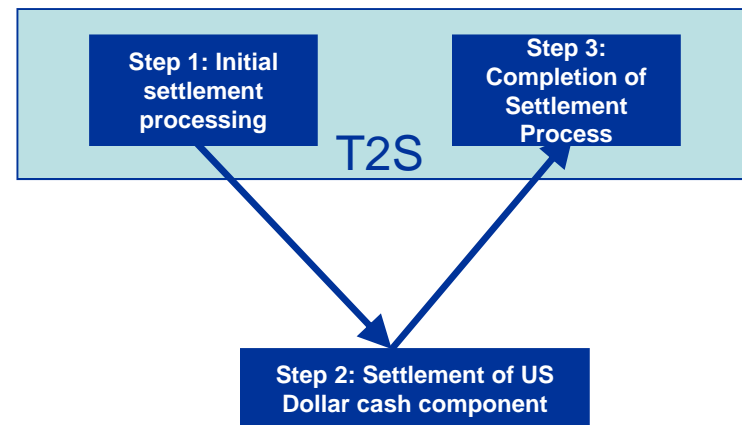 Step 1: Initial
settlement
processing
Step 3:
Completion of
Settlement
Process
T2S
Step 2: Settlement of US
Dollar cash component